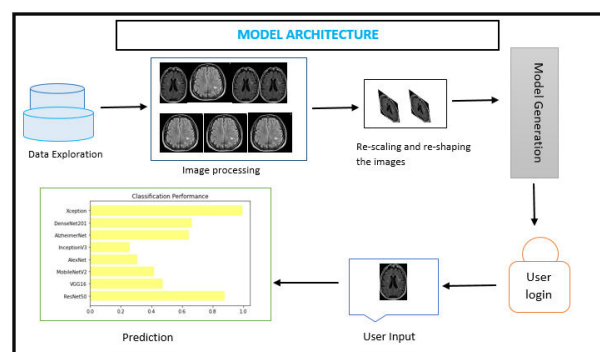 MODEL ARCHITECTURE
Data Exploration
Image processing
Re-scaling and re-shaping
the images
Model Generation
User
login
User Input
Prediction
Classification Performance
Xception
DenseNet201
AlzheimerNet
InceptionV3
AlexNet
MobileNetV2
VGG16
ResNet50
0.0 0.2 0.4 0.6 0.8 1.0